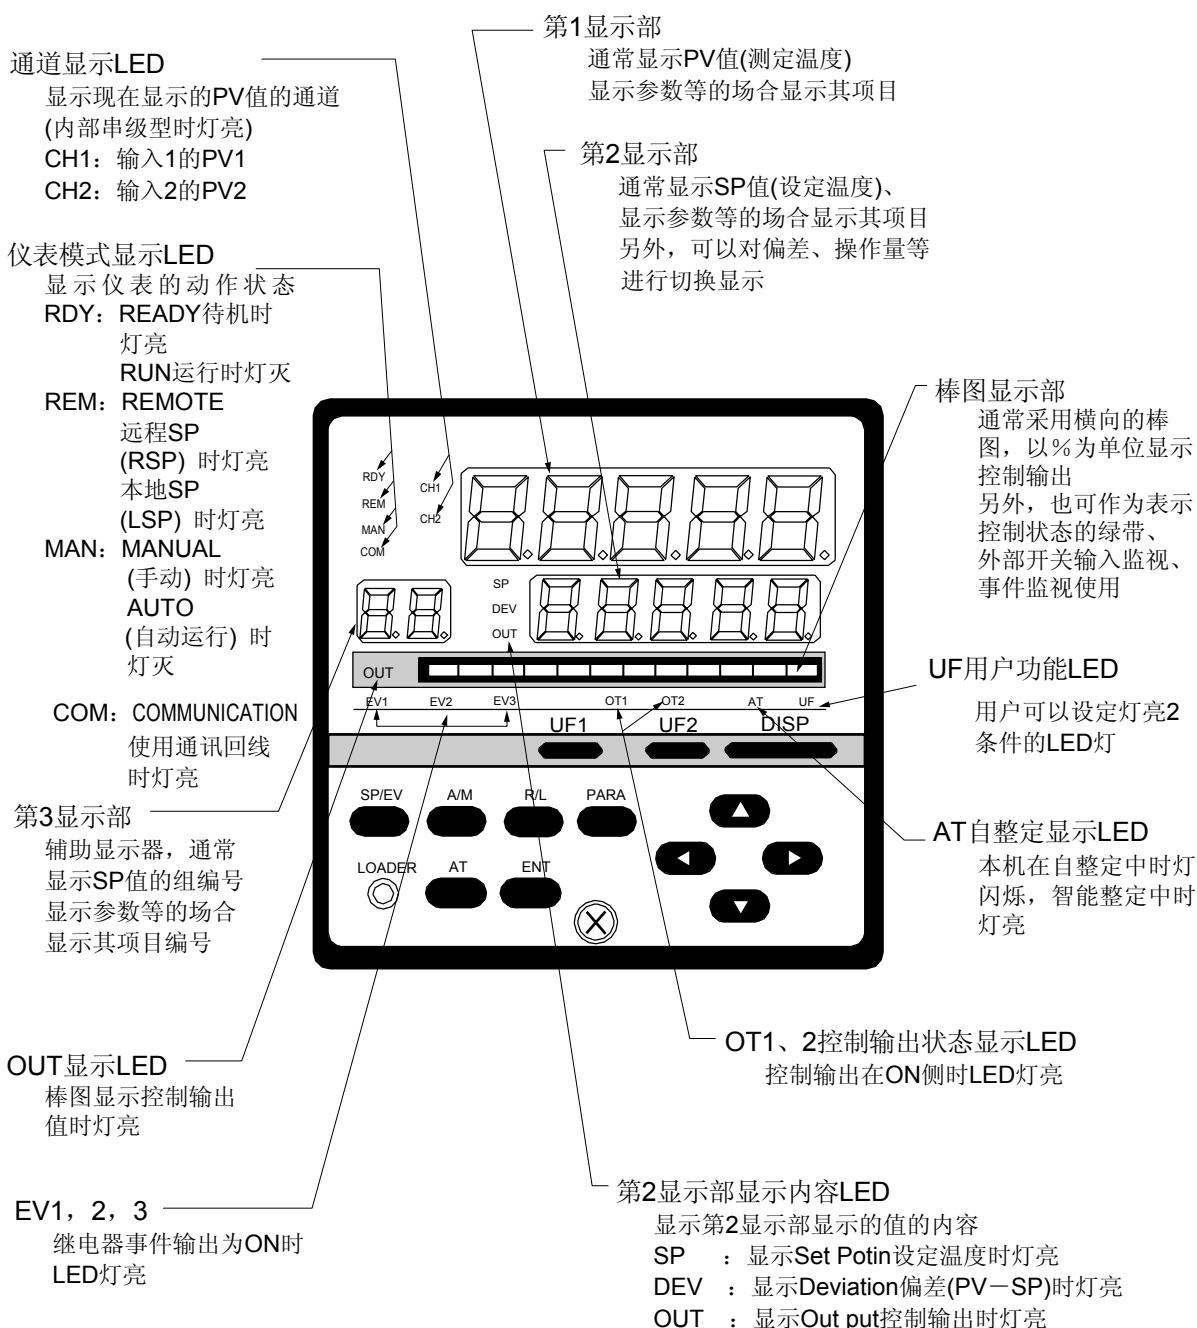 第1显示部
通常显示PV值(测定温度)
显示参数等的场合显示其项目
通道显示LED
显示现在显示的PV值的通道
(内部串级型时灯亮)
CH1：输入1的PV1
CH2：输入2的PV2
第2显示部
通常显示SP值(设定温度)、
显示参数等的场合显示其项目
另外，可以对偏差、操作量等
进行切换显示
仪表模式显示LED
显示仪表的动作状态
RDY：READY待机时
灯亮
RUN运行时灯灭
REM：REMOTE
远程SP
(RSP) 时灯亮
本地SP
(LSP) 时灯亮
MAN：MANUAL
(手动) 时灯亮
AUTO
(自动运行) 时
灯灭
COM：COMMUNICATION
使用通讯回线
时灯亮
棒图显示部
通常采用横向的棒
图，以％为单位显示
控制输出
另外，也可作为表示
控制状态的绿带、
外部开关输入监视、
事件监视使用
RDY
REM
MAN
COM
CH1
CH2
SP
DEV
OUT
OUT
EV1 EV2 EV3 OT1 OT2 AT UF
UF1 UF2 DISP
SP/EV A/M R/L PARA
LOADER AT ENT
UF用户功能LED
用户可以设定灯亮2
条件的LED灯
第3显示部
辅助显示器，通常
显示SP值的组编号
显示参数等的场合
显示其项目编号
AT自整定显示LED
本机在自整定中时灯
闪烁，智能整定中时
灯亮
OUT显示LED
棒图显示控制输出
值时灯亮
OT1、2控制输出状态显示LED
控制输出在ON侧时LED灯亮
EV1，2，3
继电器事件输出为ON时
LED灯亮
第2显示部显示内容LED
显示第2显示部显示的值的内容
SP ：显示Set Potin设定温度时灯亮
DEV ：显示Deviation偏差(PV－SP)时灯亮
OUT ：显示Out put控制输出时灯亮